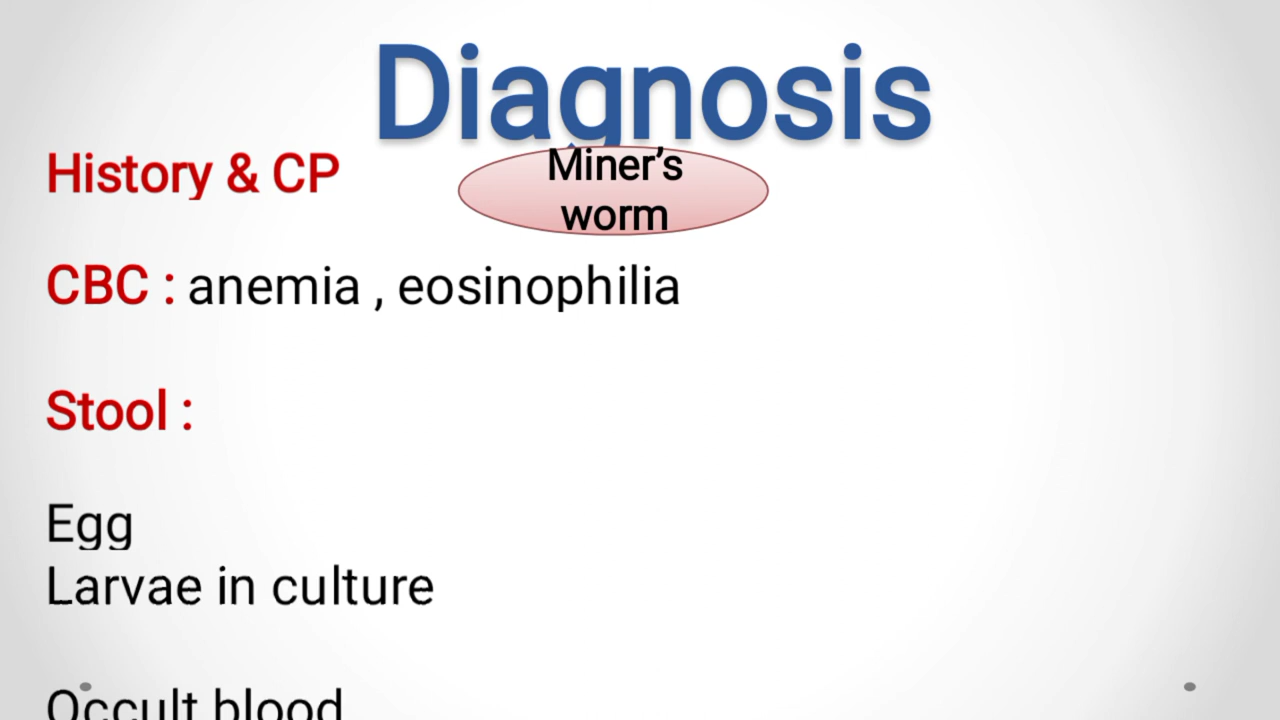 Diagnosis
History & CP
Miner's
worm
CBC : anemia , eosinophilia
Stool :
Egg
Larvae in culture
Occult blood